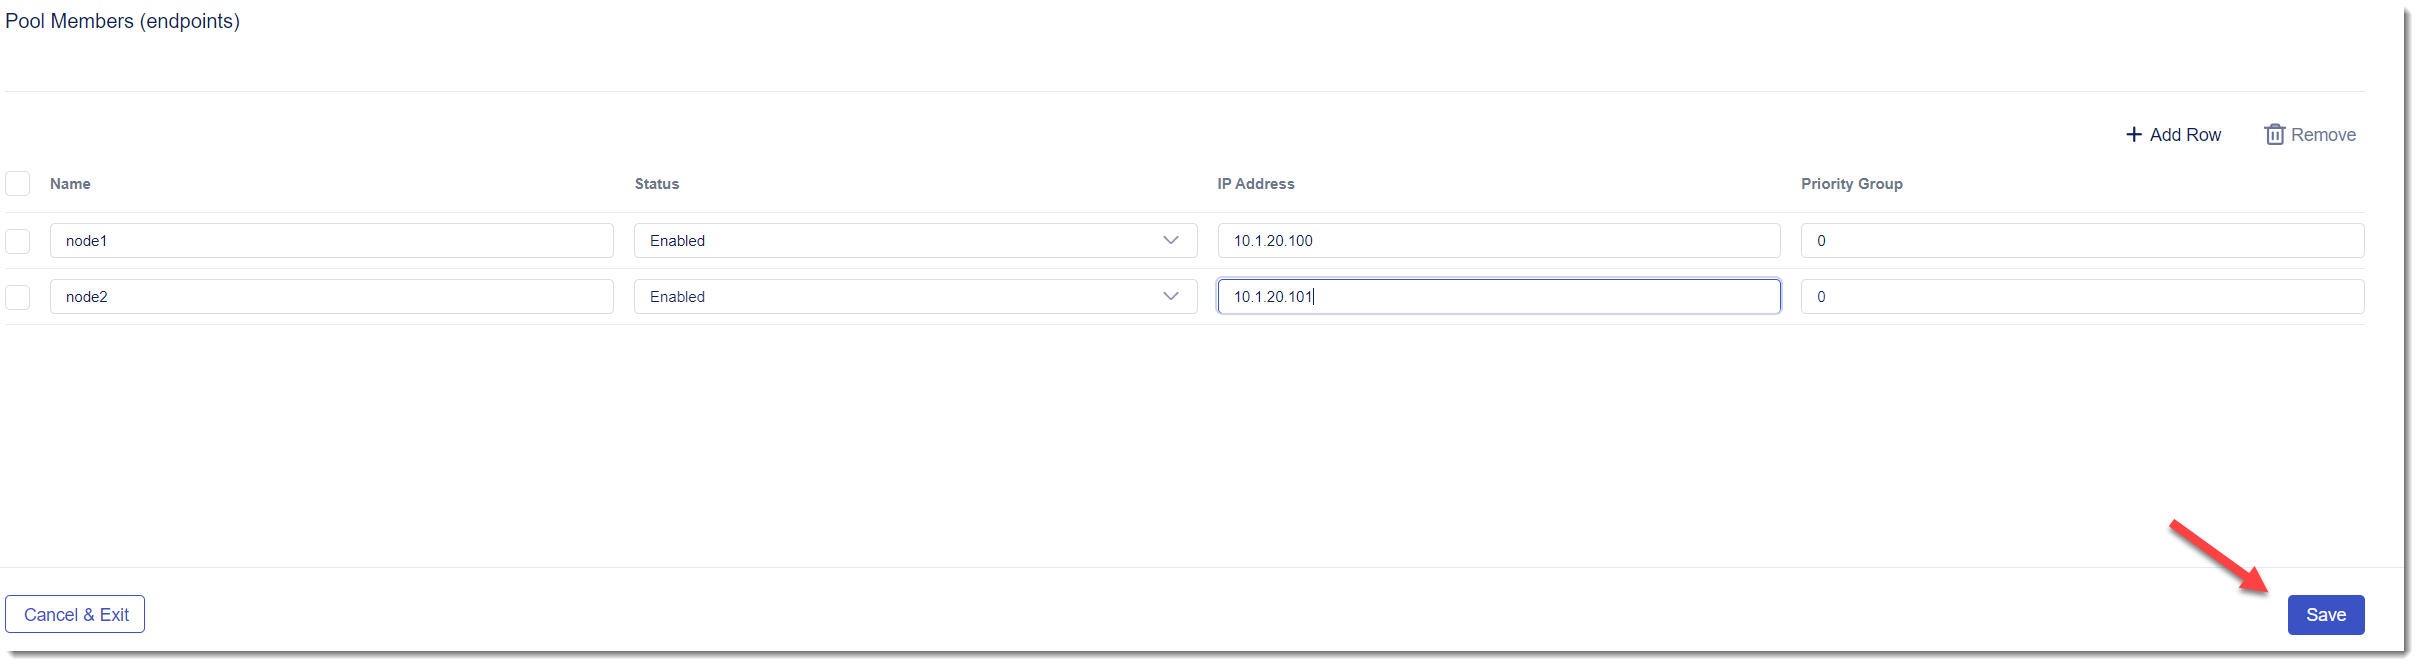 Pool Members (endpoints)
+ Add Row Remove
Name Status IP Address Priority Group
node1 Enabled 10.1.20.100 0
node2 Enabled 10.1.20.101 0
Cancel & Exit Save